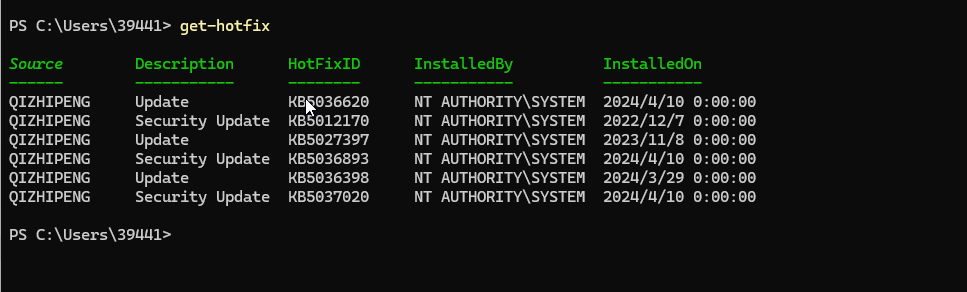 PS C:\Users\39441> get-hotfix
Source Description HotFixID InstalledBy InstalledOn
------ ----------- -------- ----------- -----------
QIZHIPENG Update KB5036620 NT AUTHORITY\SYSTEM 2024/4/10 0:00:00
QIZHIPENG Security Update KB5012170 NT AUTHORITY\SYSTEM 2022/12/7 0:00:00
QIZHIPENG Update KB5027397 NT AUTHORITY\SYSTEM 2023/11/8 0:00:00
QIZHIPENG Security Update KB5036893 NT AUTHORITY\SYSTEM 2024/4/10 0:00:00
QIZHIPENG Update KB5036398 NT AUTHORITY\SYSTEM 2024/3/29 0:00:00
QIZHIPENG Security Update KB5037020 NT AUTHORITY\SYSTEM 2024/4/10 0:00:00
PS C:\Users\39441>